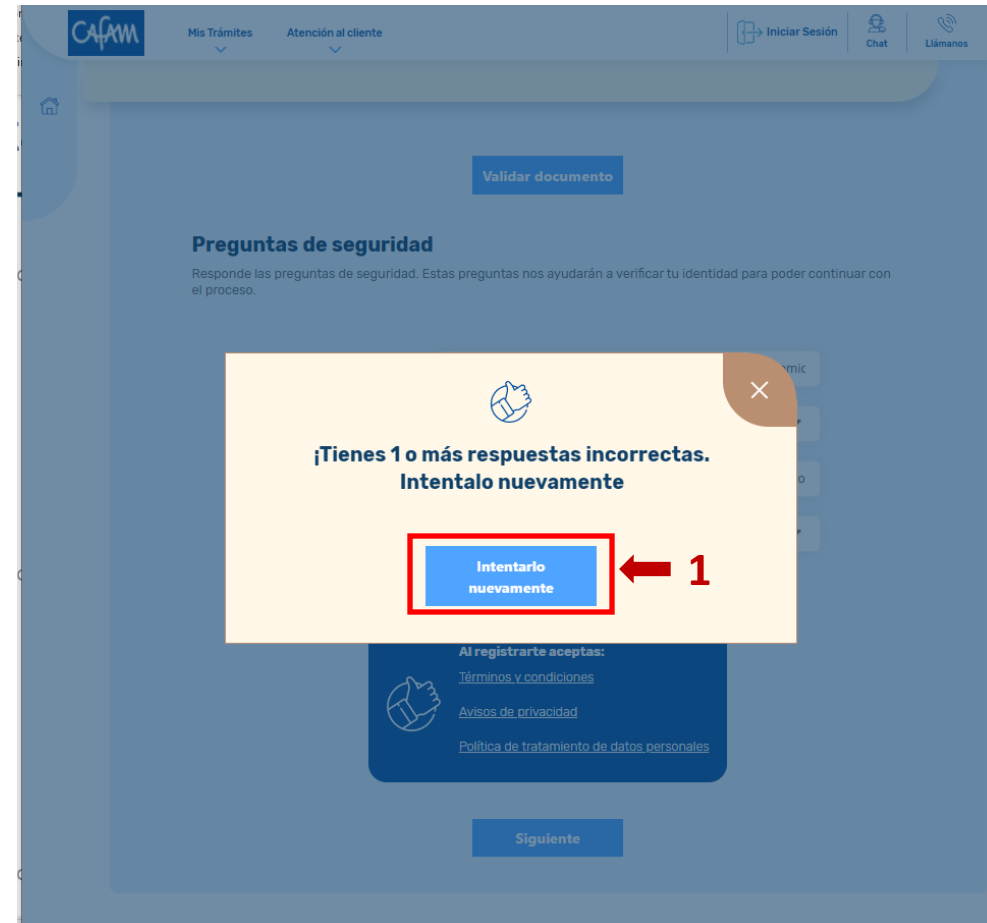 CAFAM
Mis Trámites
Atención al cliente
Iniciar Sesión
Chat
Llámanos
Validar documento
Preguntas de seguridad
Responde las preguntas de seguridad. Estas preguntas nos ayudarán a verificar tu identidad para poder continuar con
el proceso.
¡Tienes 1 o más respuestas incorrectas.
Intentalo nuevamente
Intentarlo
nuevamente
1
Al registrarte aceptas:
Términos y condiciones
Avisos de privacidad
Política de tratamiento de datos personales
Siguiente